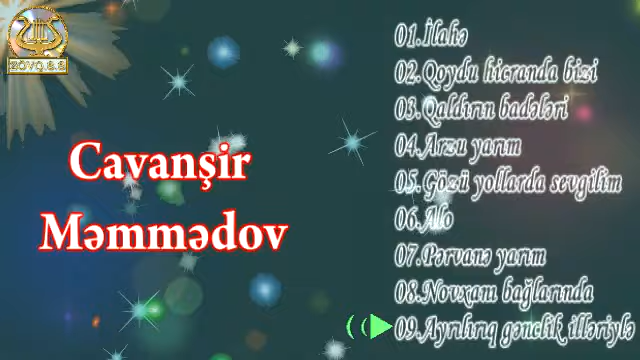 zövq.a.a
Cavanşir
Məmmədov
01.İlahə
02.Qoydu hicranda bizi
03.Qaldırın badələri
04.Arzu yarım
05.Gözü yollarda sevgilim
06.Alo
07.Pərvanə yarım
08.Novxanı bağlarında
09.Ayrılırıq gənclik illəriylə